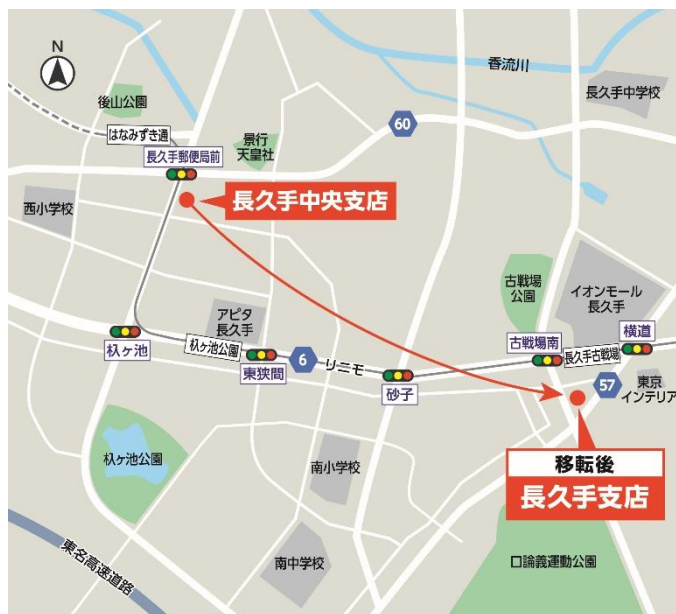 N
後山公園
はなみずき通
長久手郵便局前
景行
天皇社
60
香流川
長久手中学校
西小学校
長久手中央支店
古戦場
公園
イオンモール
長久手
アピタ
長久手
杁ヶ池
杁ヶ池公園
東狭間
6
リニモ
砂子
古戦場南
長久手古戦場
横道
57
東京
インテリア
移転後
長久手支店
杁ヶ池公園
南小学校
南中学校
口論義運動公園
東名高速道路